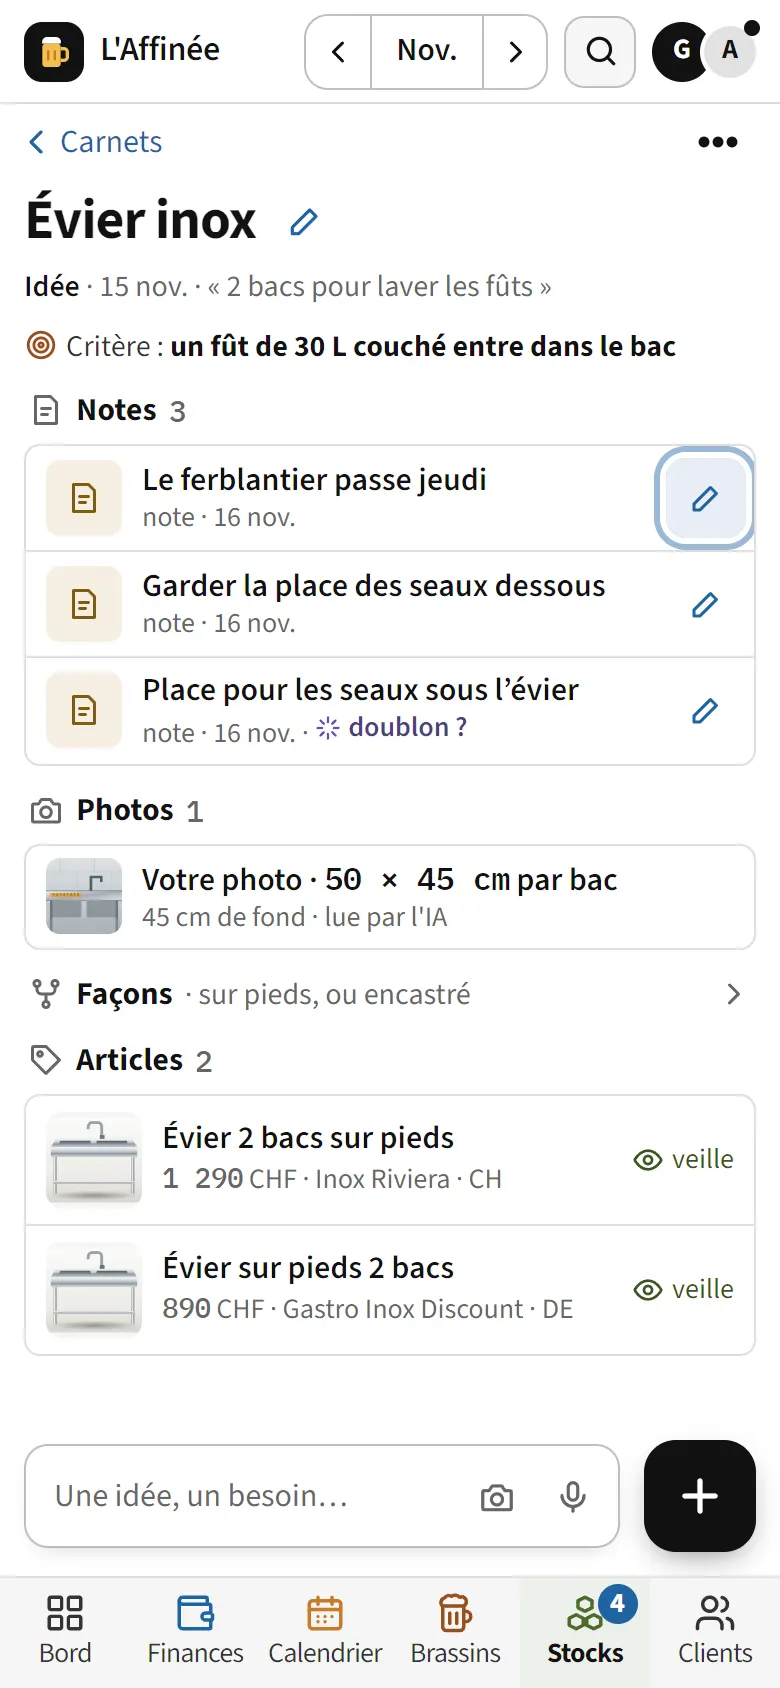 L'Affinée
Nov.
G
A
Carnets
Évier inox
Idée · 15 nov. · « 2 bacs pour laver les fûts »
Critère : un fût de 30 L couché entre dans le bac
Notes 3
Le ferblantier passe jeudi
note · 16 nov.
Garder la place des seaux dessous
note · 16 nov.
Place pour les seaux sous l’évier
note · 16 nov. · doublon ?
Photos 1
Votre photo · 50 × 45 cm par bac
45 cm de fond · lue par l'IA
Façons · sur pieds, ou encastré
Articles 2
Évier 2 bacs sur pieds
1 290 CHF · Inox Riviera · CH
veille
Évier sur pieds 2 bacs
890 CHF · Gastro Inox Discount · DE
veille
Une idée, un besoin…
4
Bord Finances Calendrier Brassins Stocks Clients